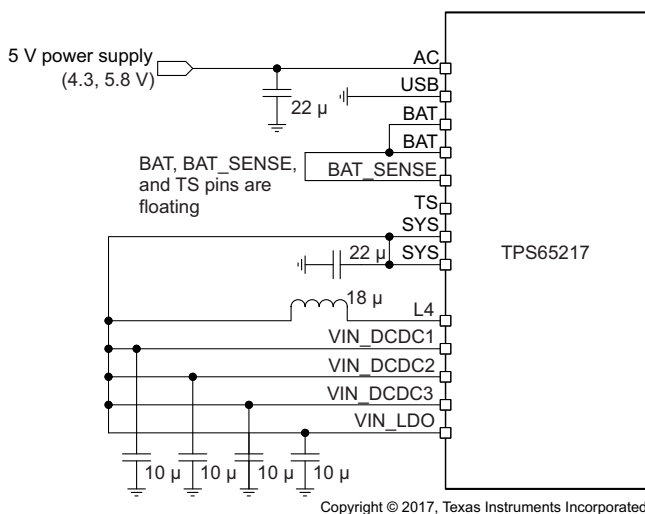 5 V power supply
(4.3, 5.8 V)
AC
USB
22 µ
BAT
BAT
BAT, BAT_SENSE,
and TS pins are
floating
BAT_SENSE
TS
SYS
22 µ
SYS
TPS65217
18 µ
L4
VIN_DCDC1
VIN_DCDC2
VIN_DCDC3
VIN_LDO
10 µ
10 µ
10 µ
10 µ
Copyright © 2017, Texas Instruments Incorporated